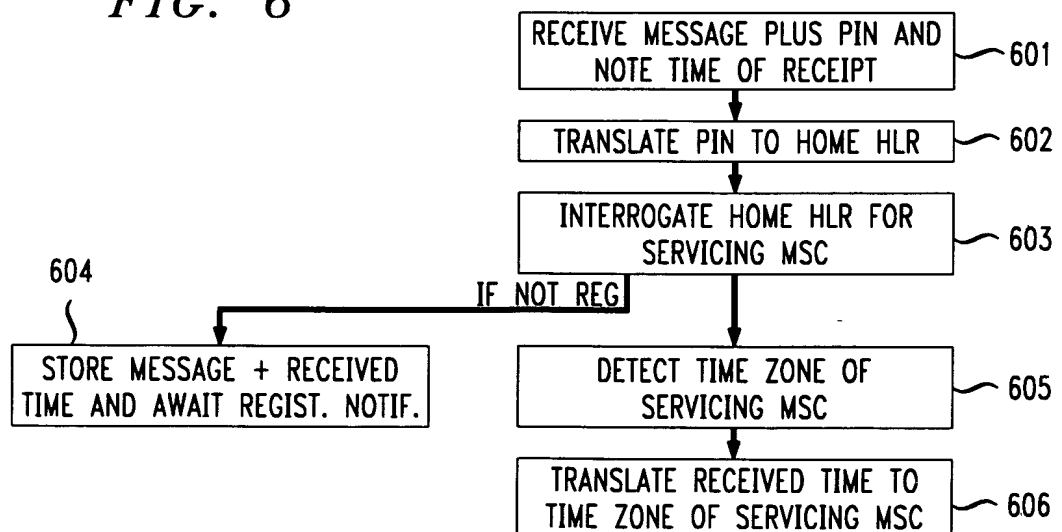 FIG. 6
RECEIVE MESSAGE PLUS PIN AND
NOTE TIME OF RECEIPT
601
TRANSLATE PIN TO HOME HLR
602
INTERROGATE HOME HLR FOR
SERVICING MSC
603
604
IF NOT REG
STORE MESSAGE + RECEIVED
TIME AND AWAIT REGIST. NOTIF.
DETECT TIME ZONE OF
SERVICING MSC
605
TRANSLATE RECEIVED TIME TO
TIME ZONE OF SERVICING MSC
606